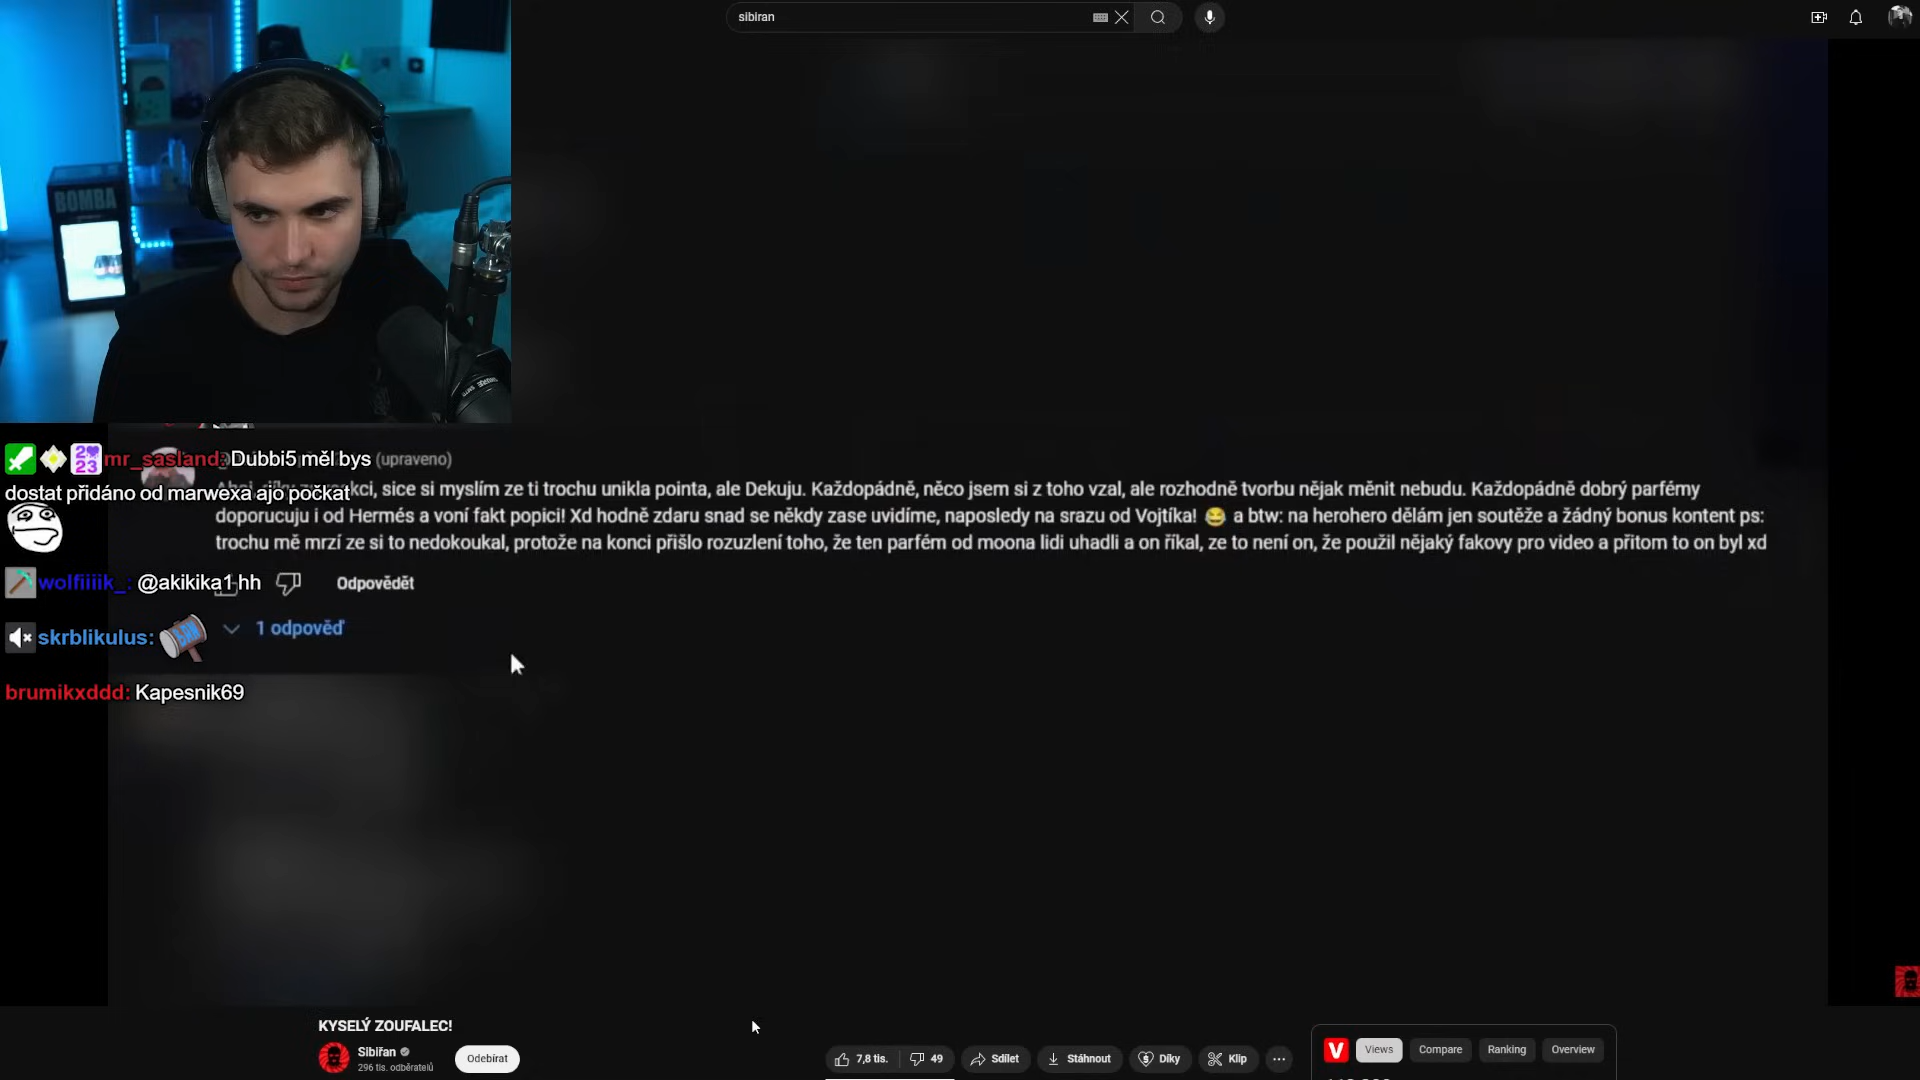 sibiran
BOMBA
mr_sasland: Dubbi5 měl bys
(upraveno)
dostat přidáno od marwexa ajo počkat
kci, sice si myslím ze ti trochu unikla pointa, ale Dekuju. Každopádně, něco jsem si z toho vzal, ale rozhodně tvorbu nějak měnit nebudu. Každopádně dobrý parfémy
doporucuju i od Hermés a voní fakt popici! Xd hodně zdaru snad se někdy zase uvidíme, naposledy na srazu od Vojtíka! 😂 a btw: na herohero dělám jen soutěže a žádný bonus kontent ps:
trochu mě mrzí ze si to nedokoukal, protože na konci přišlo rozuzlení toho, že ten parfém od moona lidi uhadli a on říkal, ze to není on, že použil nějaký fakovy pro video a přitom to on byl xd
wolfiiiik_: @akikika1 hh
Odpovědět
skrblikulus:
1 odpověď
brumikxddd: Kapesnik69
KYSELÝ ZOUFALEC!
Sibiřan
296 tis. odběratelů
Odebírat
7,8 tis.
49
Sdílet
Stáhnout
Díky
Klip
Views
Compare
Ranking
Overview